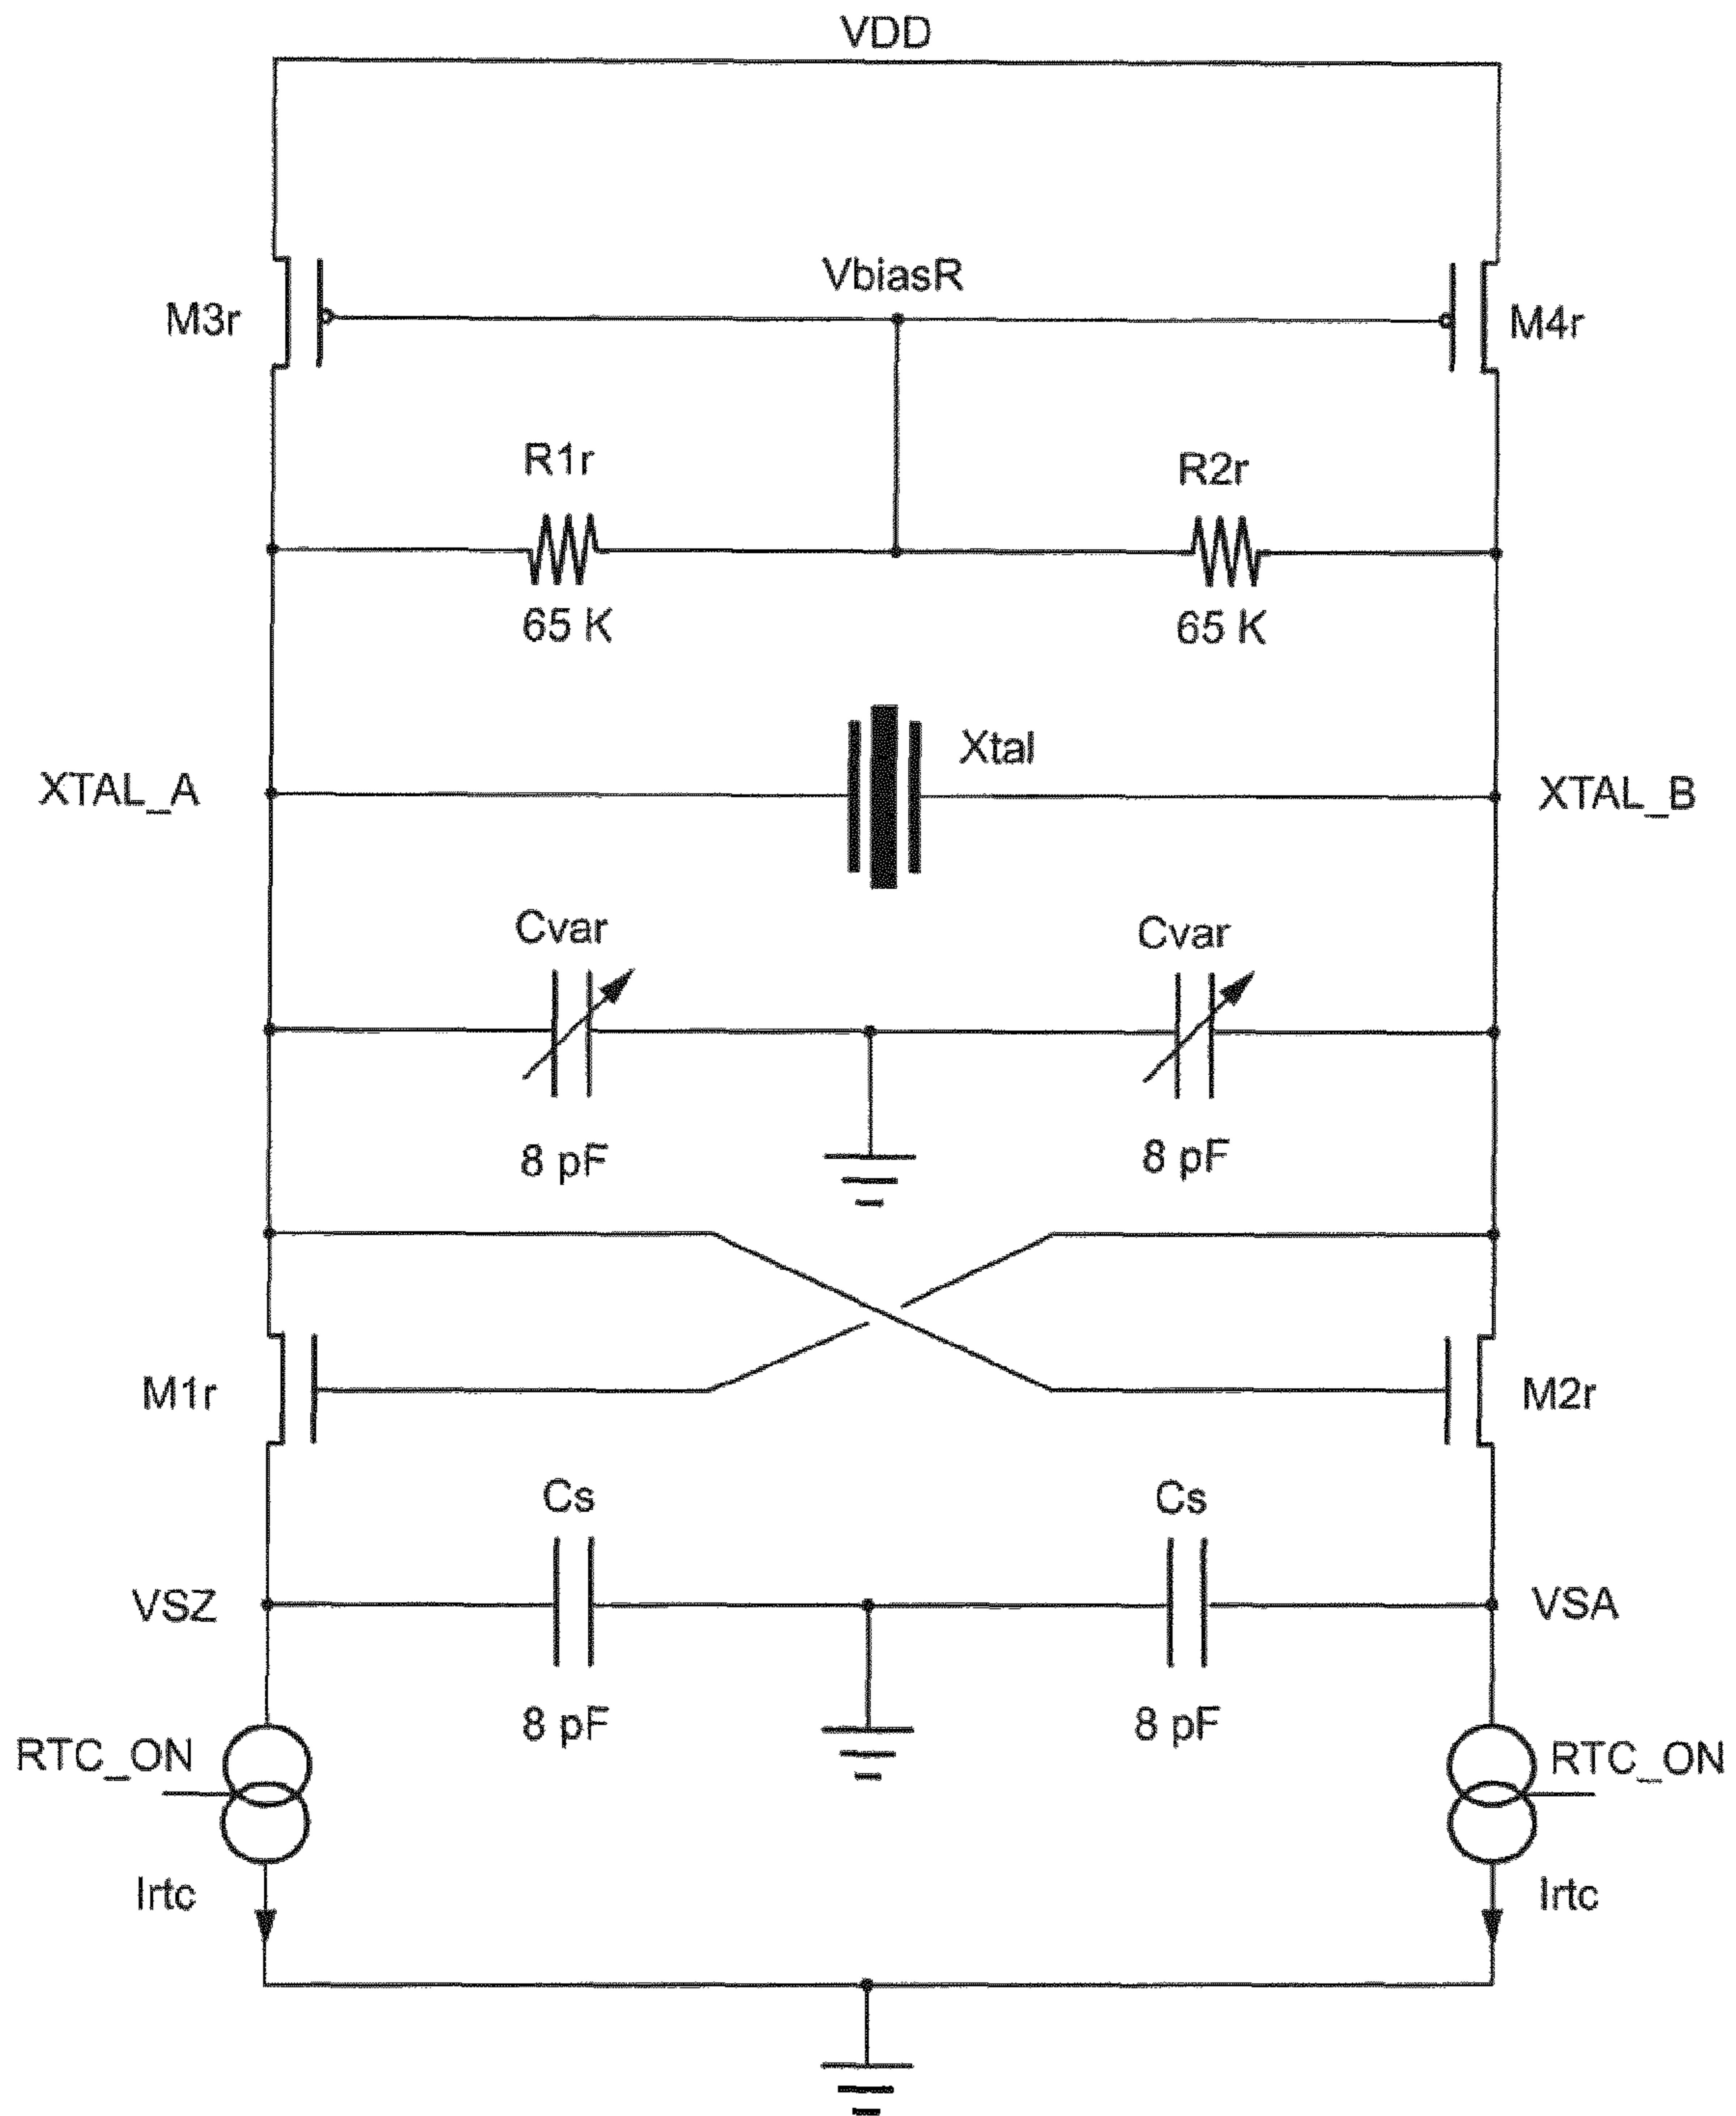 VDD
VbiasR
M3r
M4r
R1r
R2r
65 K
65 K
Xtal
XTAL_A
XTAL_B
Cvar
Cvar
8 pF
8 pF
M1r
M2r
Cs
Cs
VSZ
VSA
8 pF
8 pF
RTC_ON
RTC_ON
Irtc
Irtc